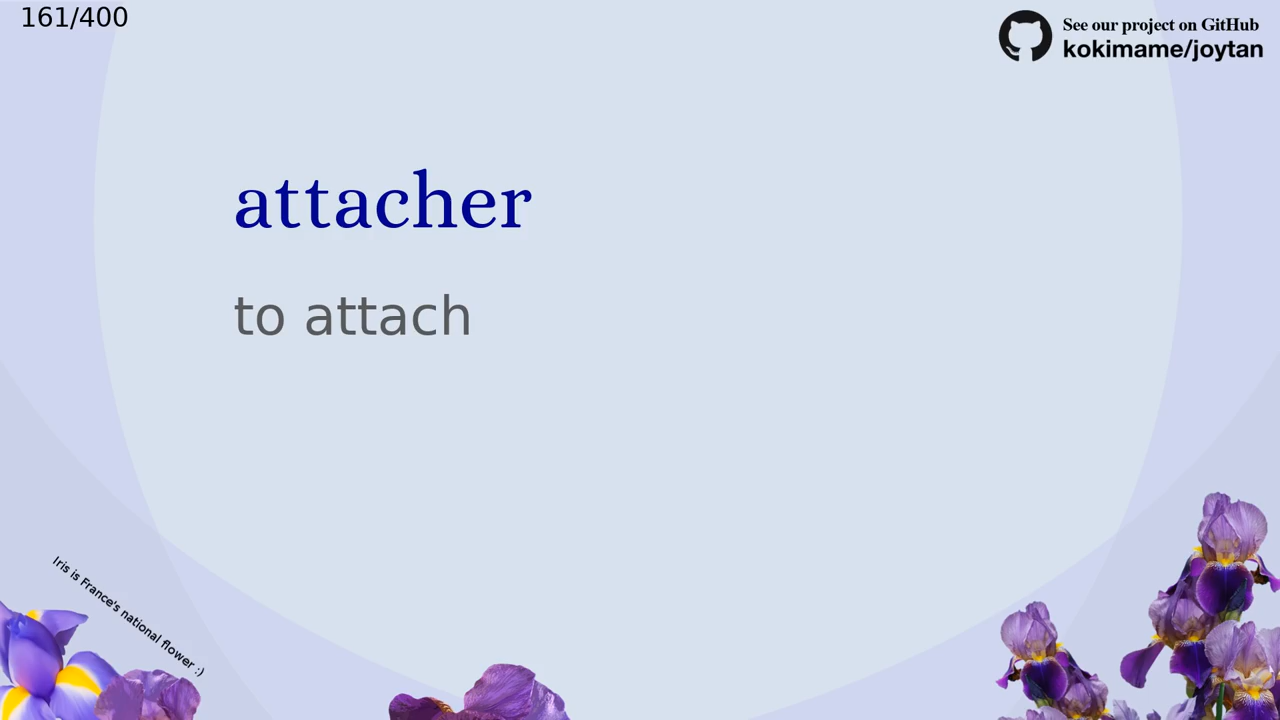 161/400
See our project on GitHub
kokimame/joytan
attacher
to attach
Iris is France's national flower :)